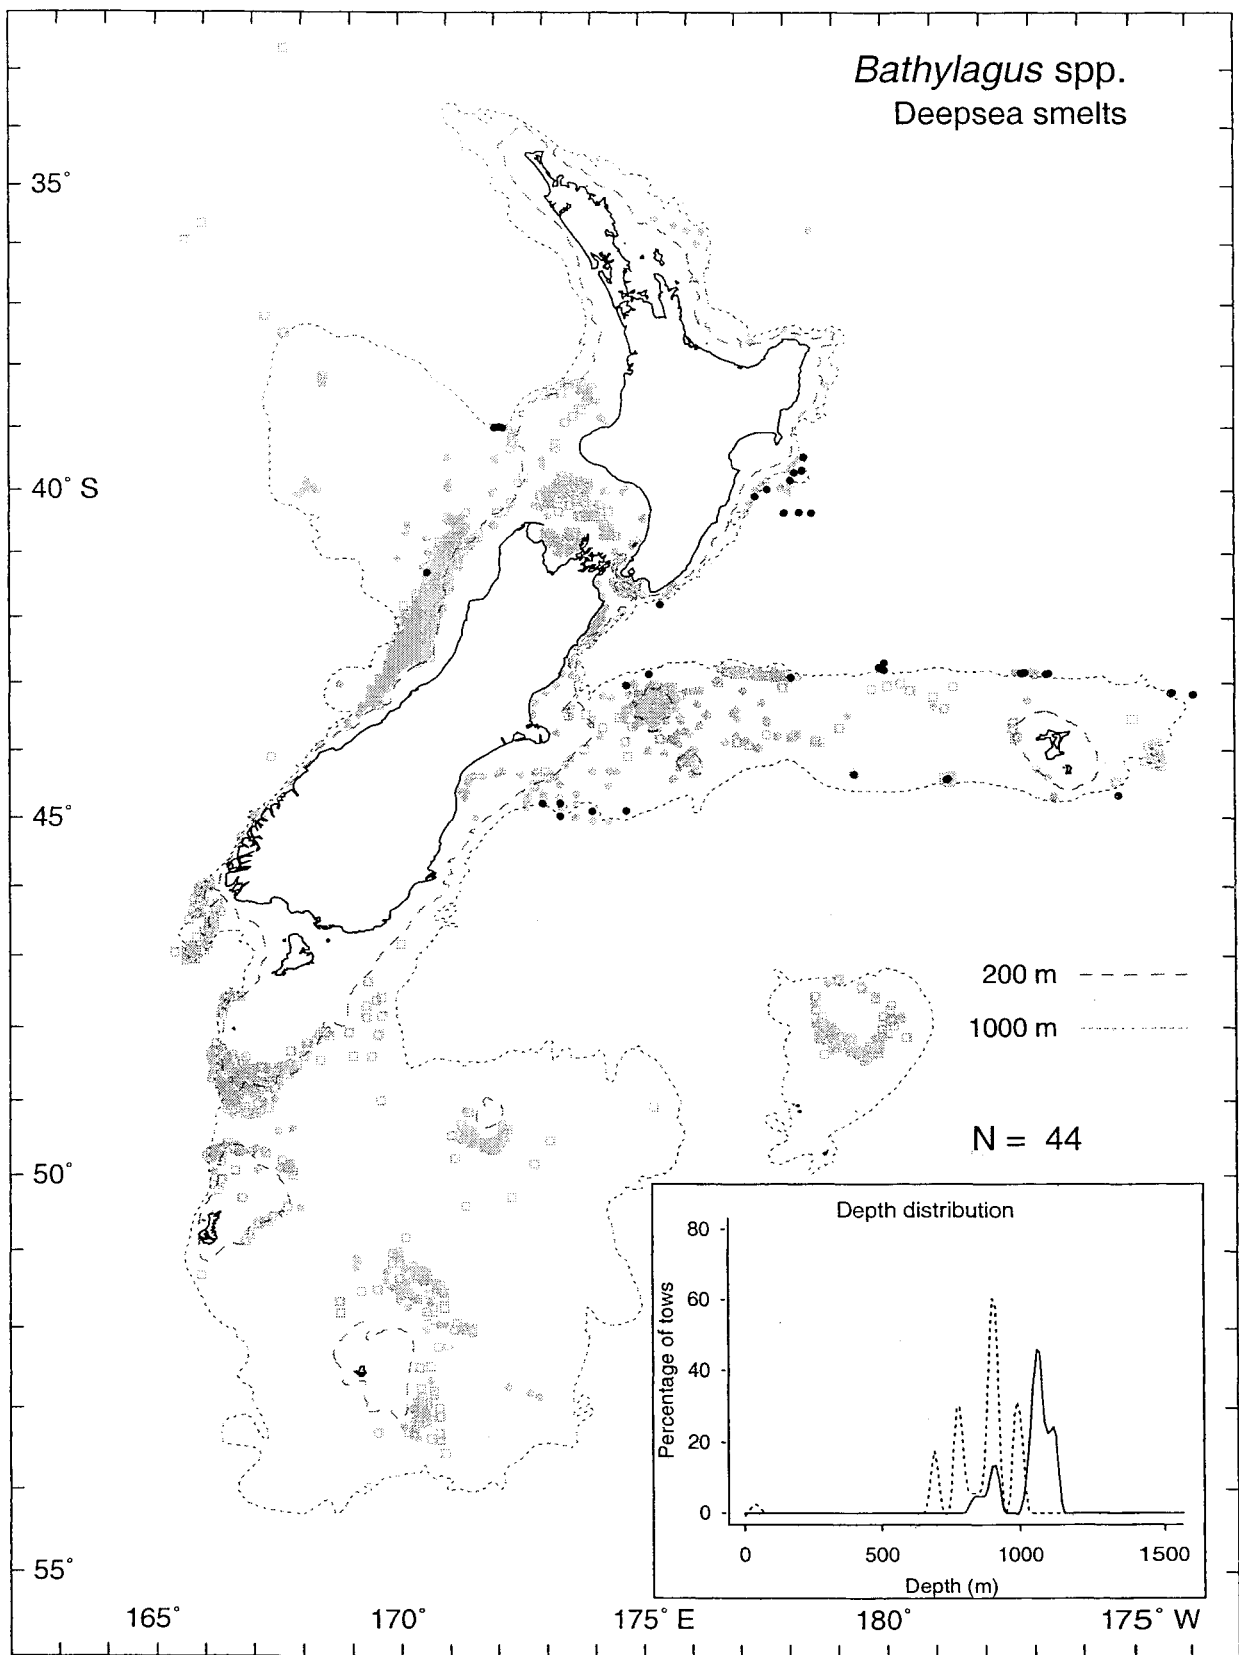 Bathylagus spp.
Deepsea smelts
35°
40° S
45°
50°
55°
200 m
1000 m
N = 44
Depth distribution
80
60
40
20
0
Percentage of tows
0 500 1000 1500
Depth (m)
165° 170° 175° E 180° 175° W